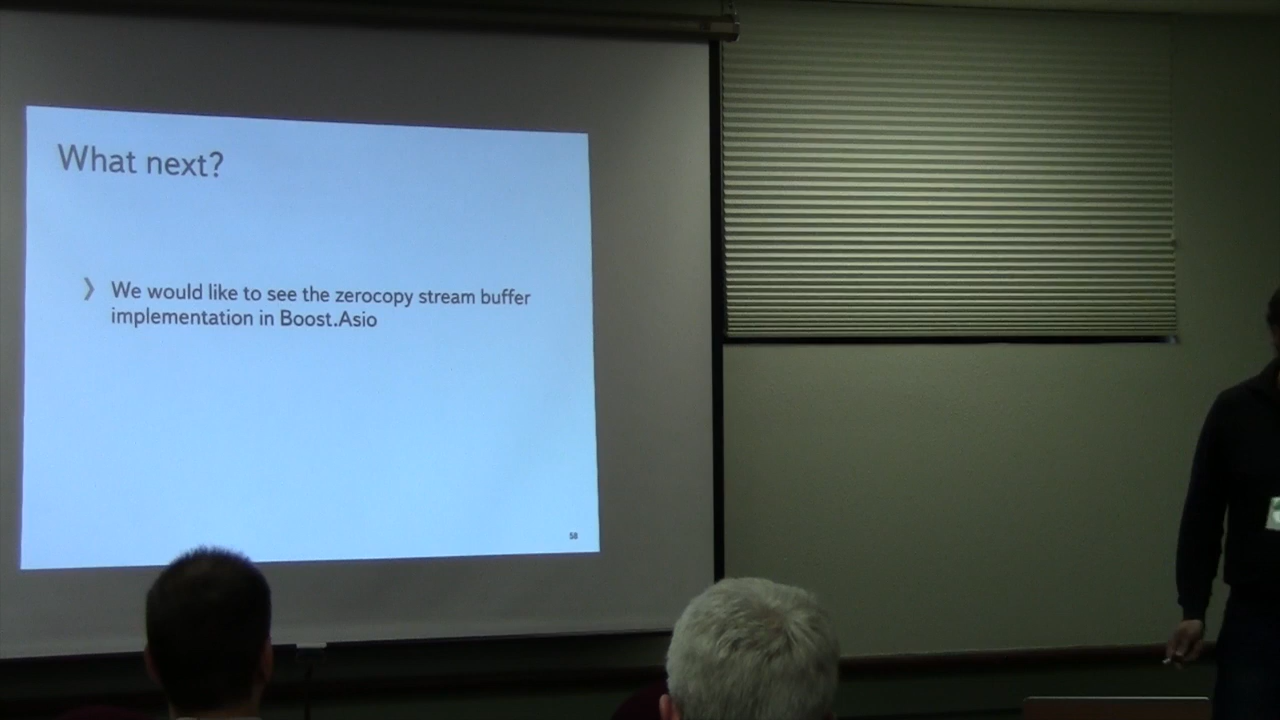 What next?
❯ We would like to see the zerocopy stream buffer
implementation in Boost.Asio
58